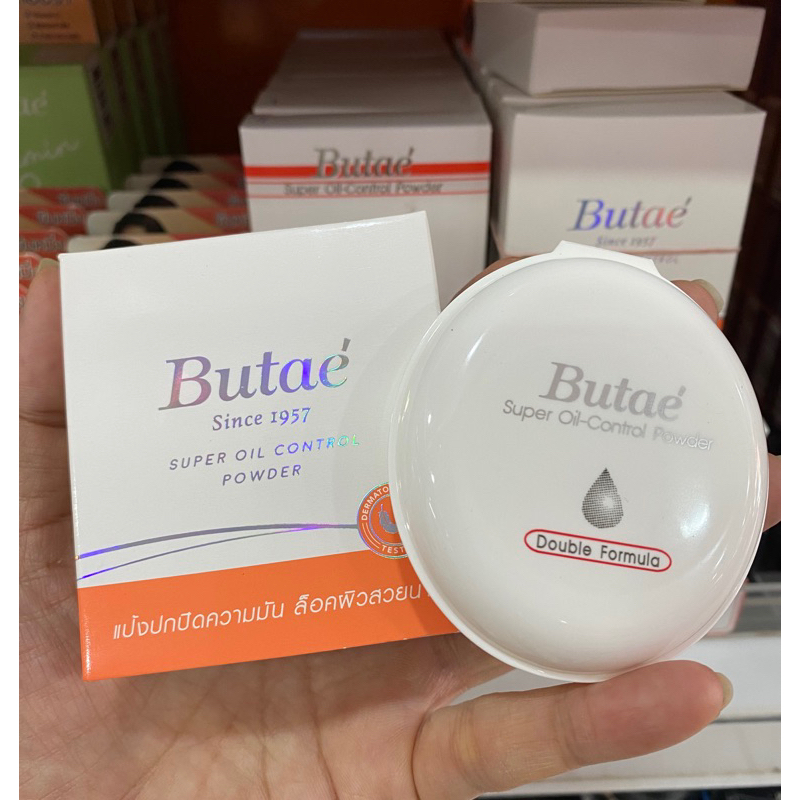 Butaé
Super Oil-Control Powder
Butaé
Since 1957
Butaé
Since 1957
SUPER OIL CONTROL
POWDER
TESTED
แป้งปกปิดความมัน ล็อคผิวสวย
Butaé
Super Oil-Control Powder
Double Formula